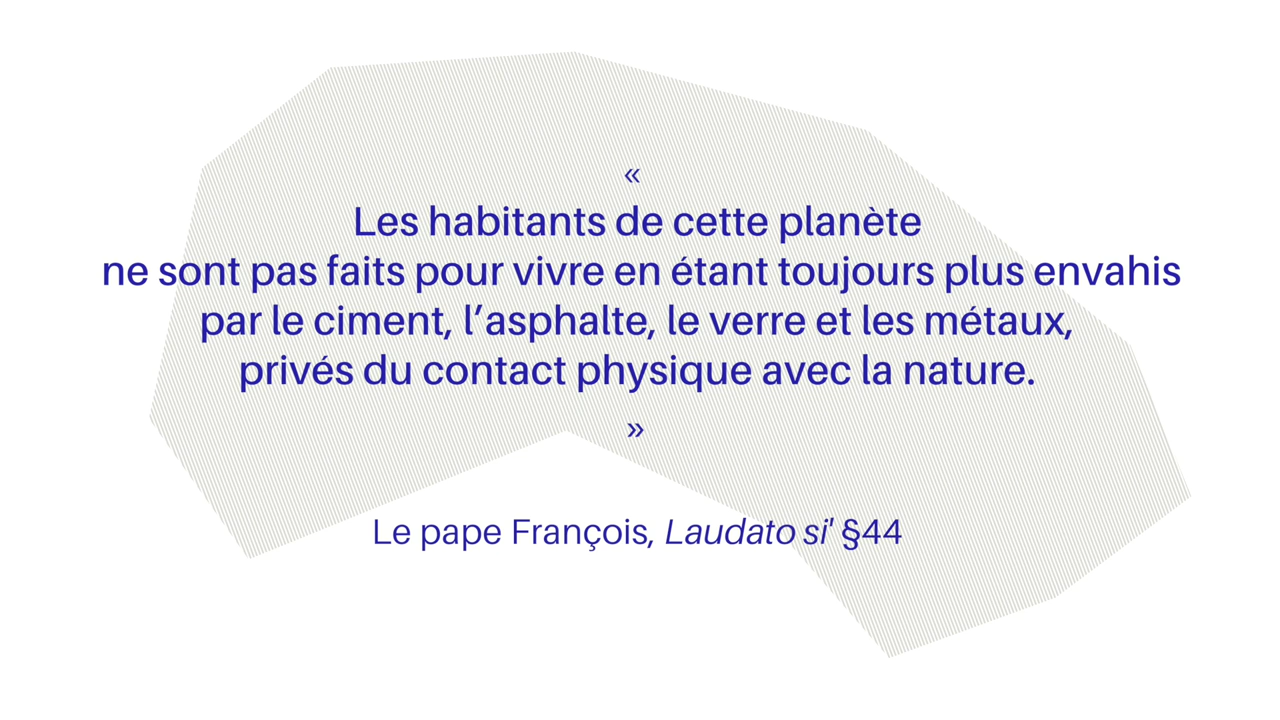 «
Les habitants de cette planète
ne sont pas faits pour vivre en étant toujours plus envahis
par le ciment, l’asphalte, le verre et les métaux,
privés du contact physique avec la nature.
»
Le pape François, Laudato si' §44